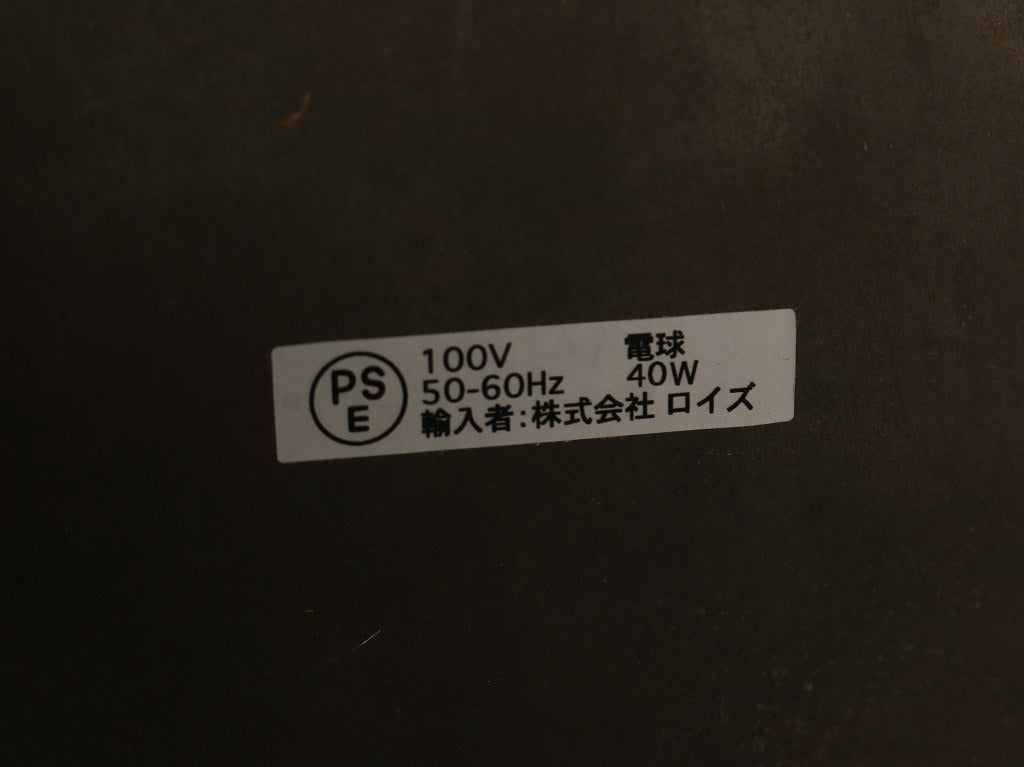 PS
E
100V 電球
50-60Hz 40W
輸入者:株式会社 ロイズ